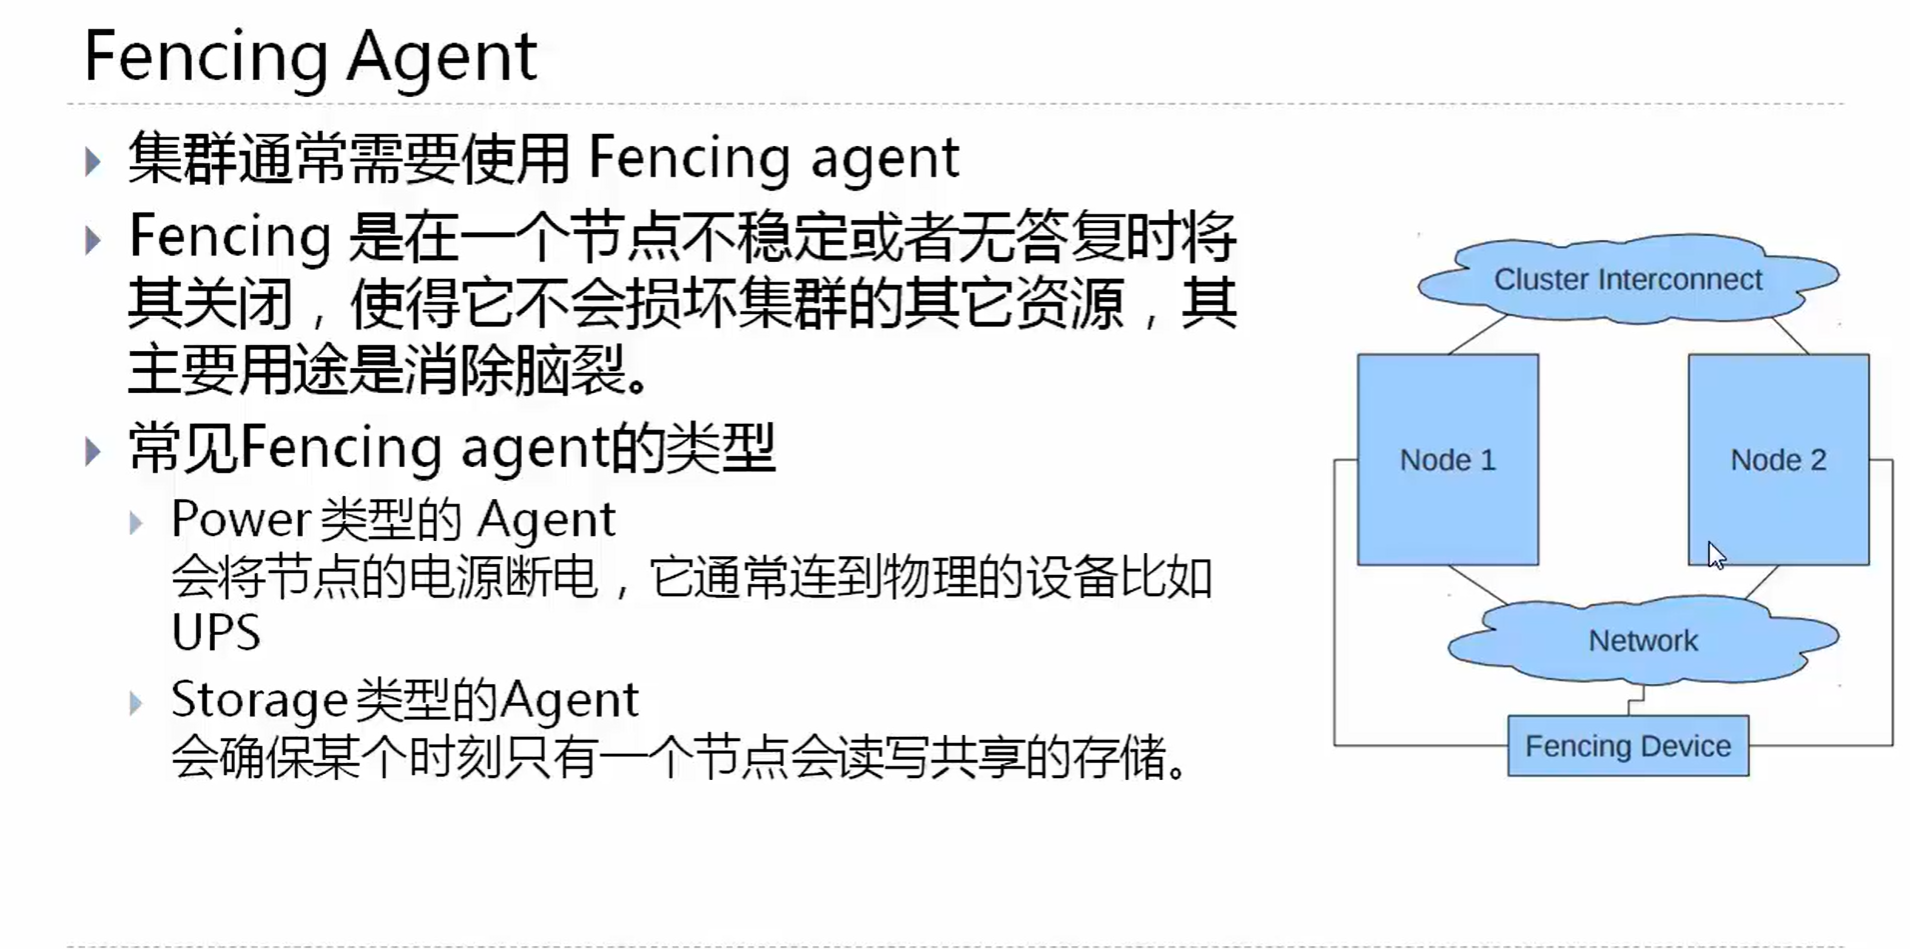 Fencing Agent
集群通常需要使用 Fencing agent
Fencing 是在一个节点不稳定或者无答复时将
其关闭，使得它不会损坏集群的其它资源，其
主要用途是消除脑裂。
常见Fencing agent的类型
Power 类型的 Agent
会将节点的电源断电，它通常连到物理的设备比如
UPS
Storage 类型的Agent
会确保某个时刻只有一个节点会读写共享的存储。
Cluster Interconnect
Node 1
Node 2
Network
Fencing Device